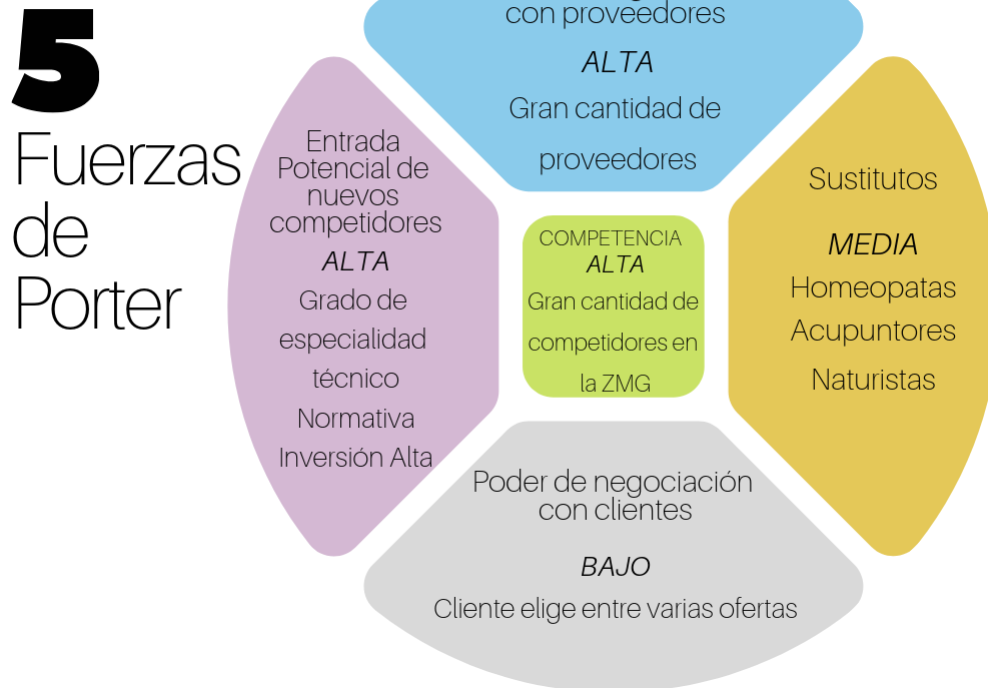 5
Fuerzas
de
Porter
con proveedores
ALTA
Gran cantidad de
proveedores
Entrada
Potencial de
nuevos
competidores
ALTA
Grado de
especialidad
técnico
Normativa
Inversión Alta
COMPETENCIA
ALTA
Gran cantidad de
competidores en
la ZMG
Sustitutos
MEDIA
Homeopatas
Acupuntores
Naturistas
Poder de negociación
con clientes
BAJO
Cliente elige entre varias ofertas